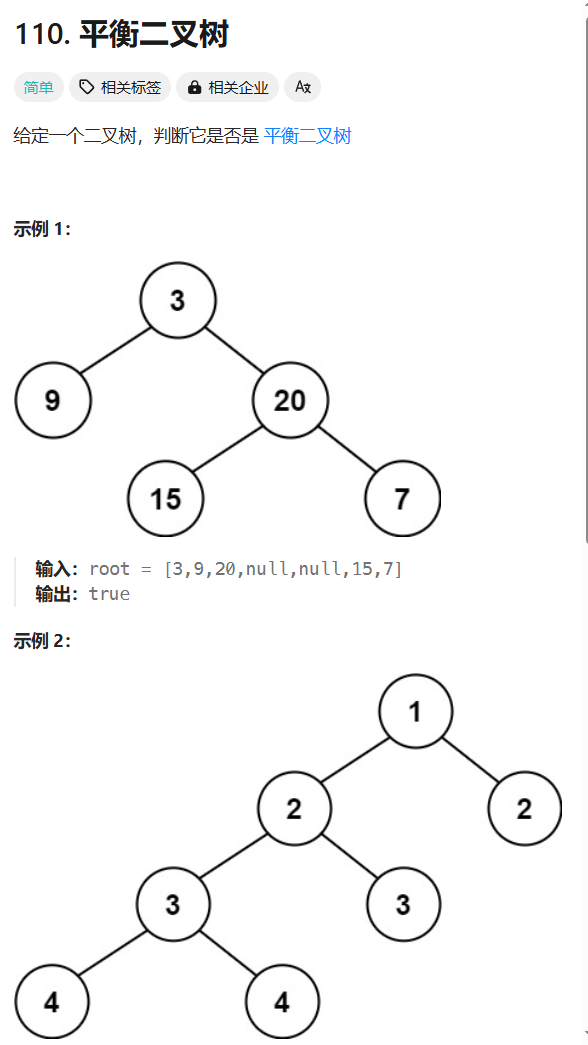 110. 平衡二叉树
简单 相关标签 相关企业 Aあ
给定一个二叉树，判断它是否是 平衡二叉树
示例 1：
3
9 20
15 7
输入：root = [3,9,20,null,null,15,7]
输出：true
示例 2：
1
2 2
3 3
4 4